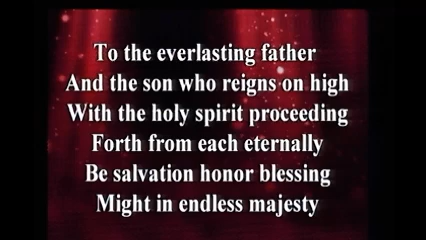 To the everlasting father
And the son who reigns on high
With the holy spirit proceeding
Forth from each eternally
Be salvation honor blessing
Might in endless majesty